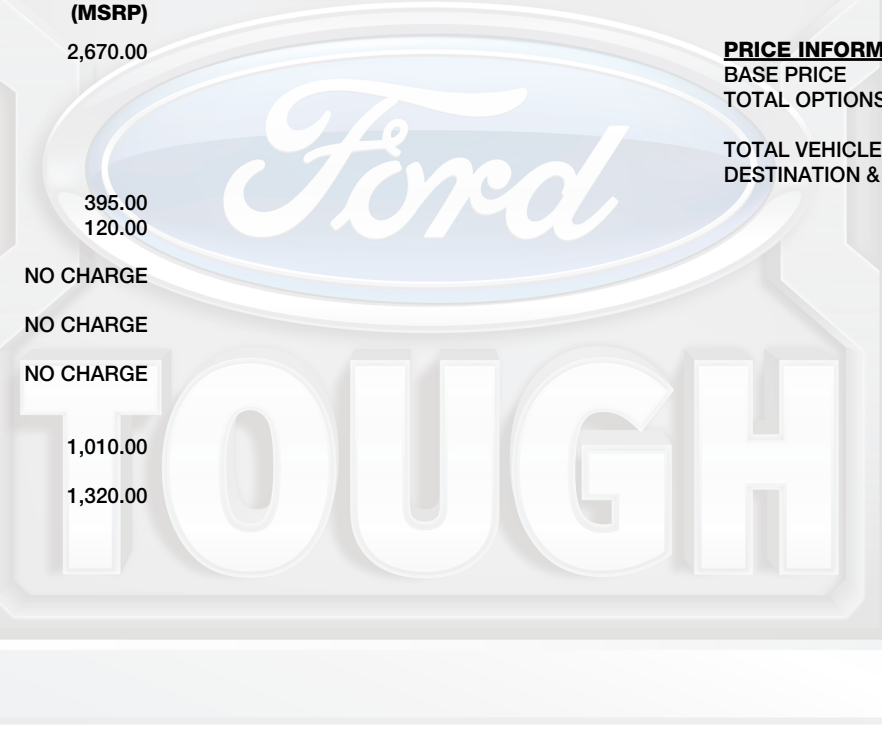 (MSRP)
2,670.00
395.00
120.00
NO CHARGE
NO CHARGE
NO CHARGE
1,010.00
1,320.00
PRICE INFORM
BASE PRICE
TOTAL OPTIONS
TOTAL VEHICLE
DESTINATION &
Ford
TOUGH